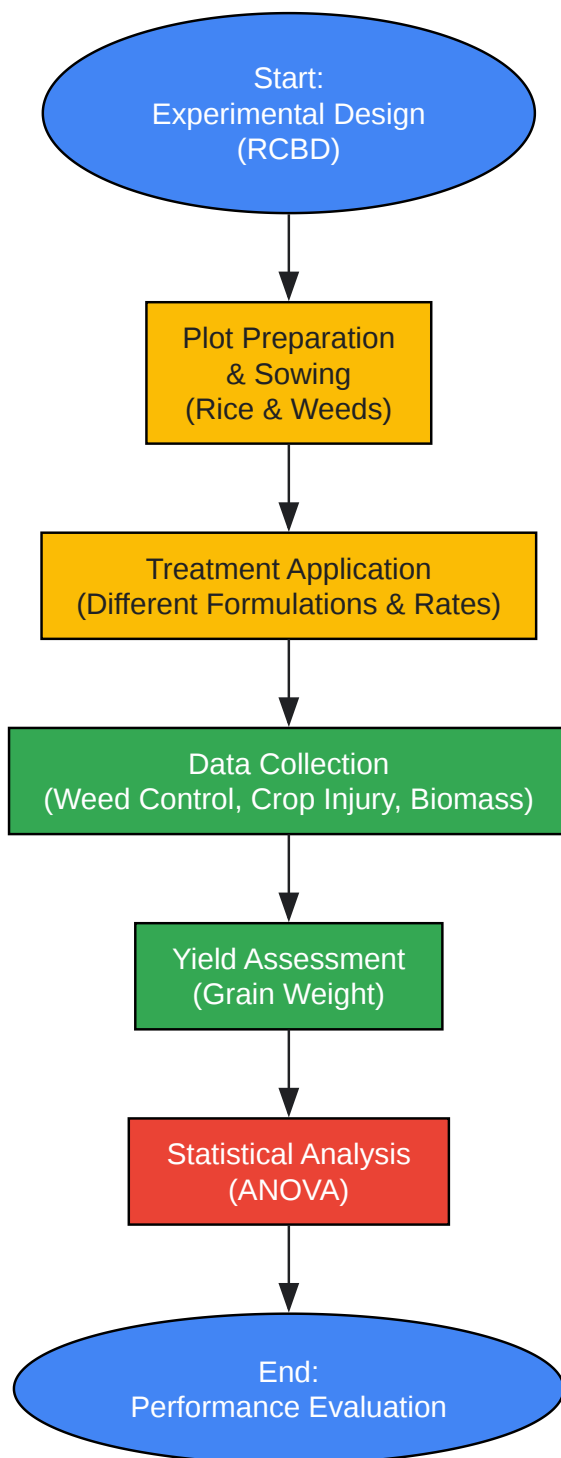 Start:
Experimental Design
(RCBD)
Plot Preparation
& Sowing
(Rice & Weeds)
Treatment Application
(Different Formulations & Rates)
Data Collection
(Weed Control, Crop Injury, Biomass)
Yield Assessment
(Grain Weight)
Statistical Analysis
(ANOVA)
End:
Performance Evaluation